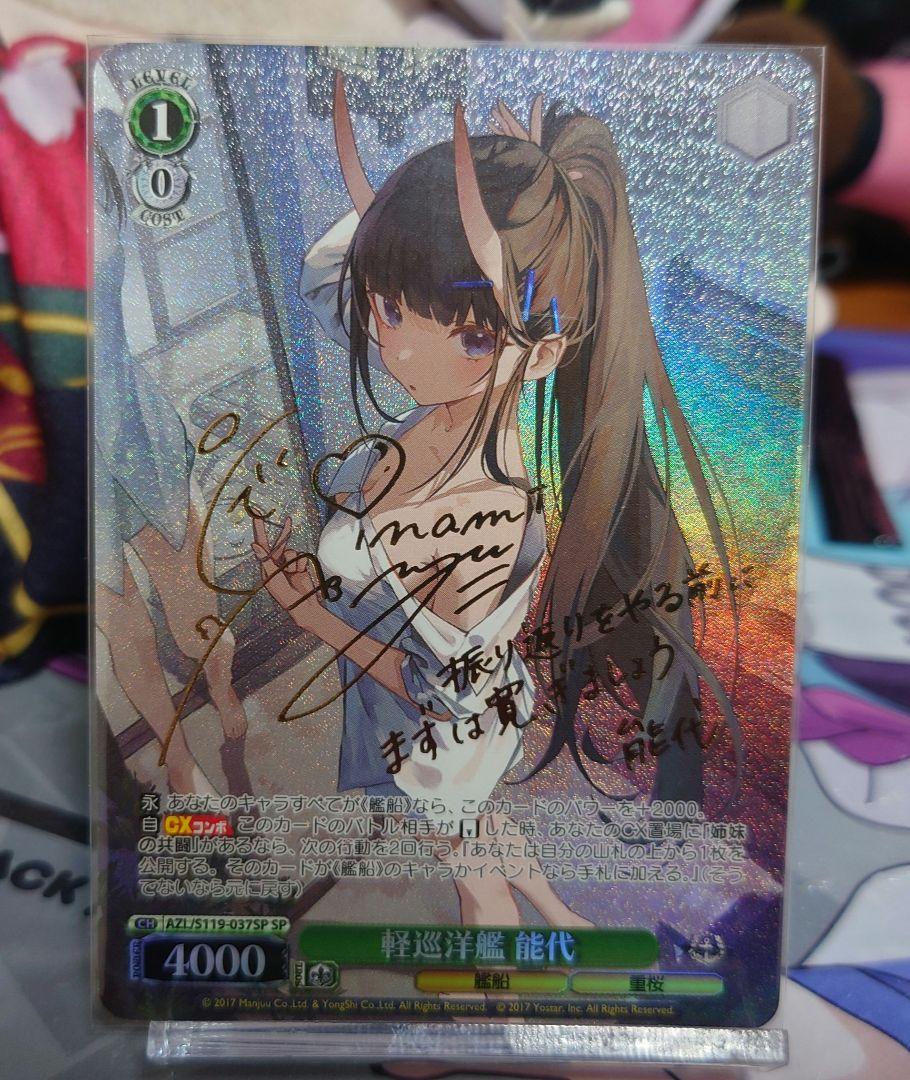 LEVEL
1
0
COST
minami
振り返りをやる前に
まずは寛ぎましょう
能代
永 あなたのキャラすべてが《艦船》なら、このカードのパワーを+2000。
自 CXコンボ このカードのバトル相手がした時、あなたのCX置場に「姉妹
の共闘」があるなら、次の行動を2回行う。『あなたは自分の山札の上から1枚を
公開する。そのカードが《艦船》のキャラかイベントなら手札に加える。』(そう
でないなら元に戻す)
CH AZL/S119-037SP SP
POWER 4000
軽巡洋艦 能代
SOUL
艦船 重桜
© 2017 Manjuu Co.,Ltd. & YongShi Co.,Ltd. All Rights Reserved. © 2017 Yostar, Inc. All Rights Reserved.